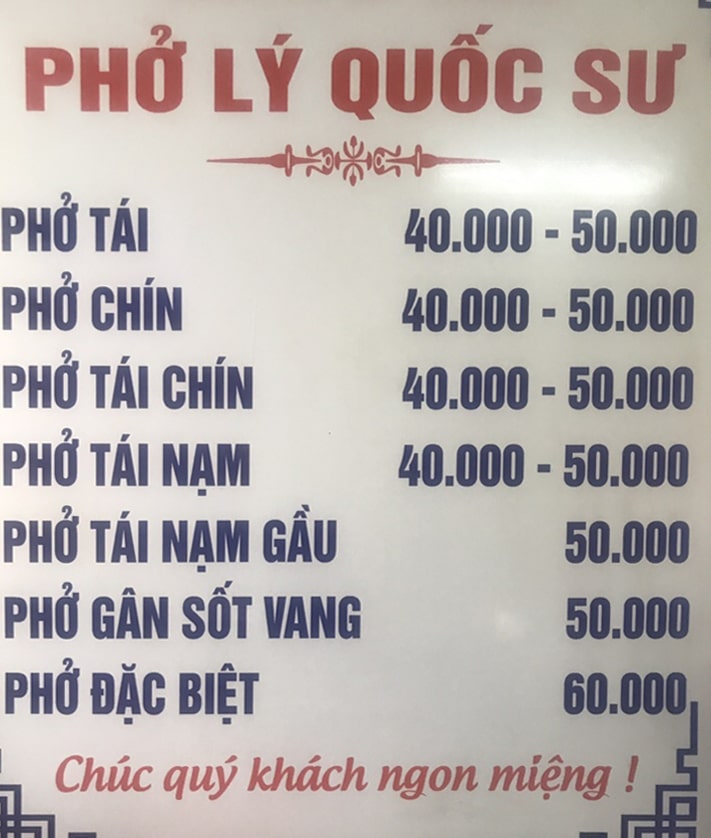 PHỞ LÝ QUỐC SƯ
PHỞ TÁI 40.000 - 50.000
PHỞ CHÍN 40.000 - 50.000
PHỞ TÁI CHÍN 40.000 - 50.000
PHỞ TÁI NẠM 40.000 - 50.000
PHỞ TÁI NẠM GẦU 50.000
PHỞ GÂN SỐT VANG 50.000
PHỞ ĐẶC BIỆT 60.000
Chúc quý khách ngon miệng !